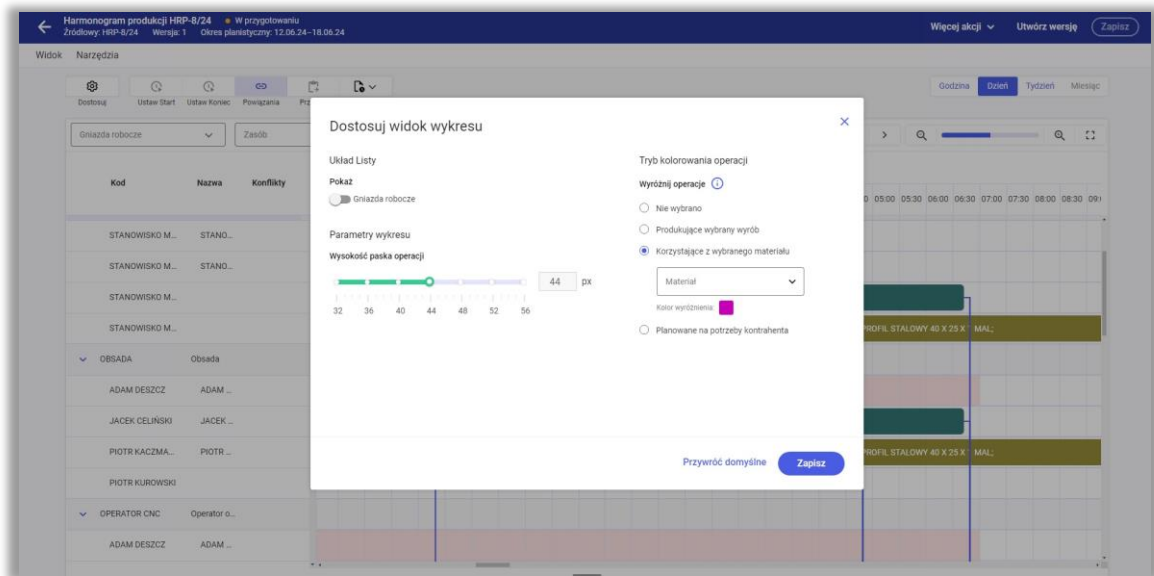 Harmonogram produkcji HRP-8/24 W przygotowaniu
Źródłowy: HRP-8/24 Wersja: 1 Okres planistyczny: 12.06.24–18.06.24
Więcej akcji Utwórz wersję Zapisz
Widok Narzędzia
Dostosuj Ustaw Start Ustaw Koniec Powiązania
Godzina Dzień Tydzień Miesiąc
Gniazda robocze Zasób
Kod Nazwa Konflikty
05:00 05:30 06:00 06:30 07:00 07:30 08:00 08:30
STANOWISKO M... STANO...
STANOWISKO M... STANO...
STANOWISKO M...
STANOWISKO M...
PROFIL STALOWY 40 X 25 X MAL;
OBSADA Obsada
ADAM DESZCZ ADAM ...
JACEK CELIŃSKI JACEK ...
PIOTR KACZMA... PIOTR ...
PROFIL STALOWY 40 X 25 X MAL;
PIOTR KUROWSKI
OPERATOR CNC Operator o...
ADAM DESZCZ ADAM ...
Dostosuj widok wykresu
Układ Listy
Pokaż
Gniazda robocze
Parametry wykresu
Wysokość paska operacji
44 px
32 36 40 44 48 52 56
Tryb kolorowania operacji
Wyróżnij operacje
Nie wybrano
Produkujące wybrany wyrób
Korzystające z wybranego materiału
Materiał
Kolor wyróżnienia:
Planowane na potrzeby kontrahenta
Przywróć domyślne Zapisz